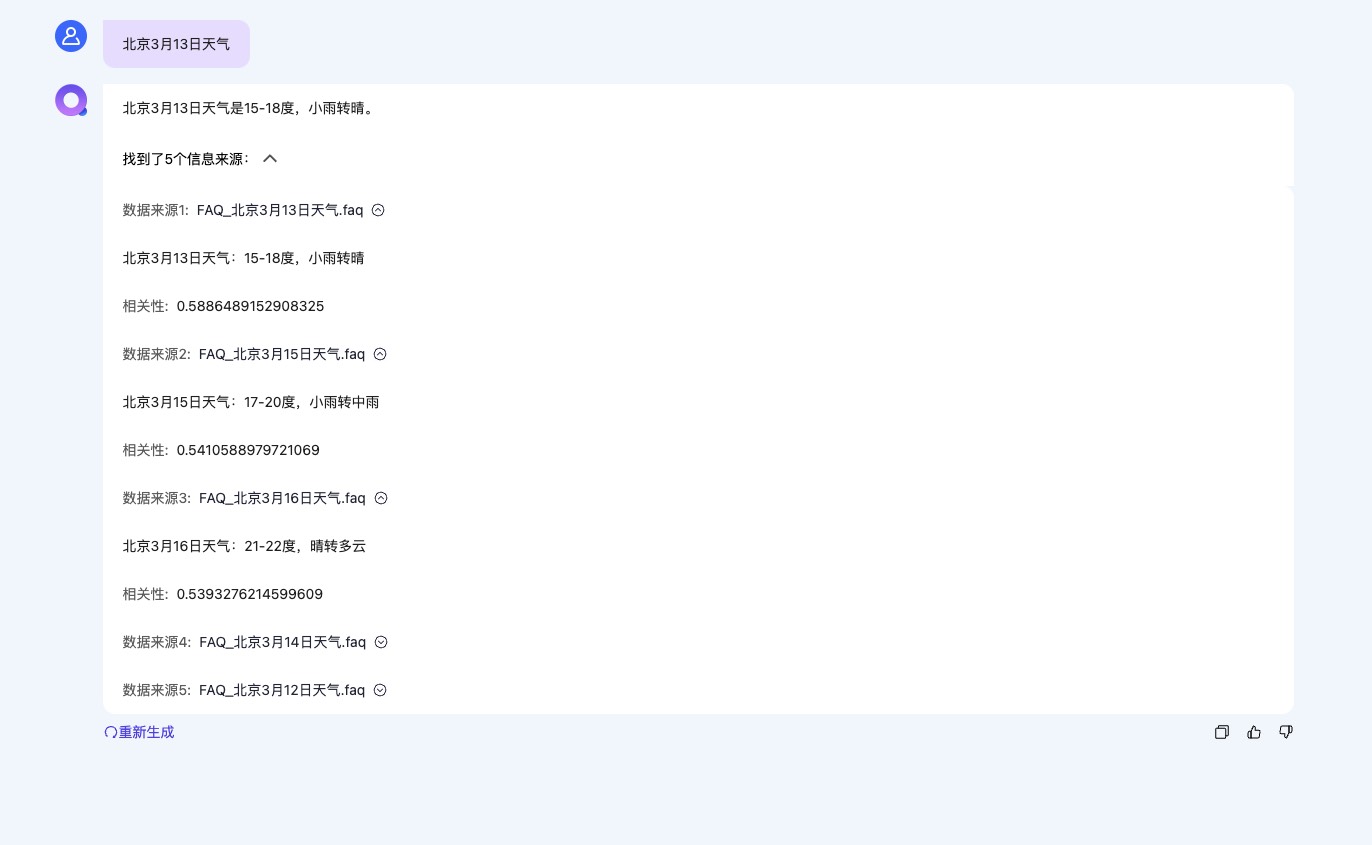 北京3月13日天气
北京3月13日天气是15-18度，小雨转晴。
找到了5个信息来源：
数据来源1: FAQ_北京3月13日天气.faq
北京3月13日天气：15-18度，小雨转晴
相关性: 0.5886489152908325
数据来源2: FAQ_北京3月15日天气.faq
北京3月15日天气：17-20度，小雨转中雨
相关性: 0.5410588979721069
数据来源3: FAQ_北京3月16日天气.faq
北京3月16日天气：21-22度，晴转多云
相关性: 0.5393276214599609
数据来源4: FAQ_北京3月14日天气.faq
数据来源5: FAQ_北京3月12日天气.faq
重新生成